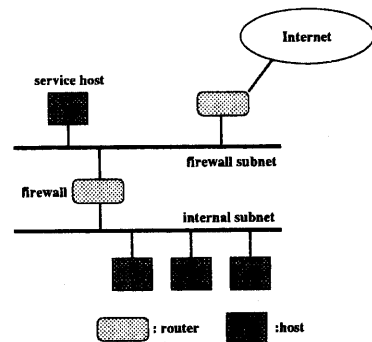 Internet
service host
firewall subnet
firewall
internal subnet
: router
:host